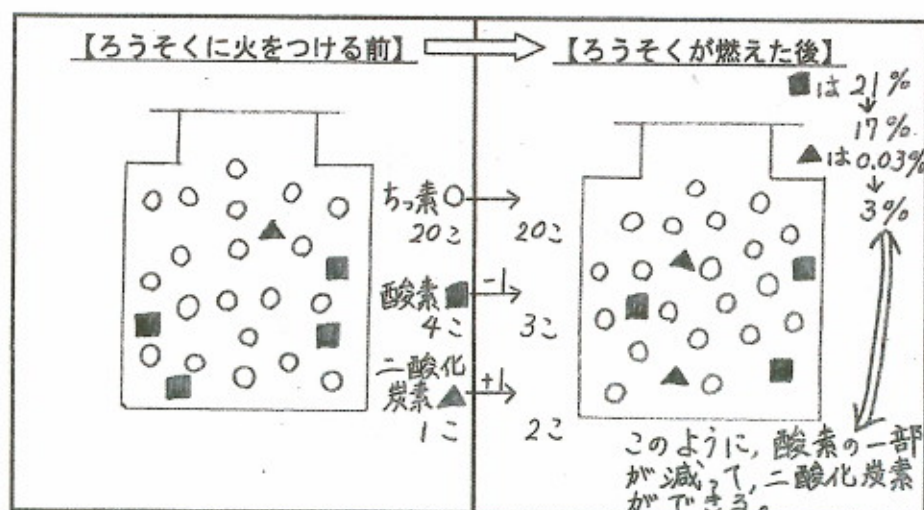 【ろうそくに火をつける前】
【ろうそくが燃えた後】
■は21%
↓
17%
▲は0.03%
↓
3%
ちっ素○→
20こ 20こ
酸素■ -1→
4こ 3こ
二酸化
炭素▲ +1→
1こ 2こ
このように,酸素の一部
が減って,二酸化炭素
ができる。